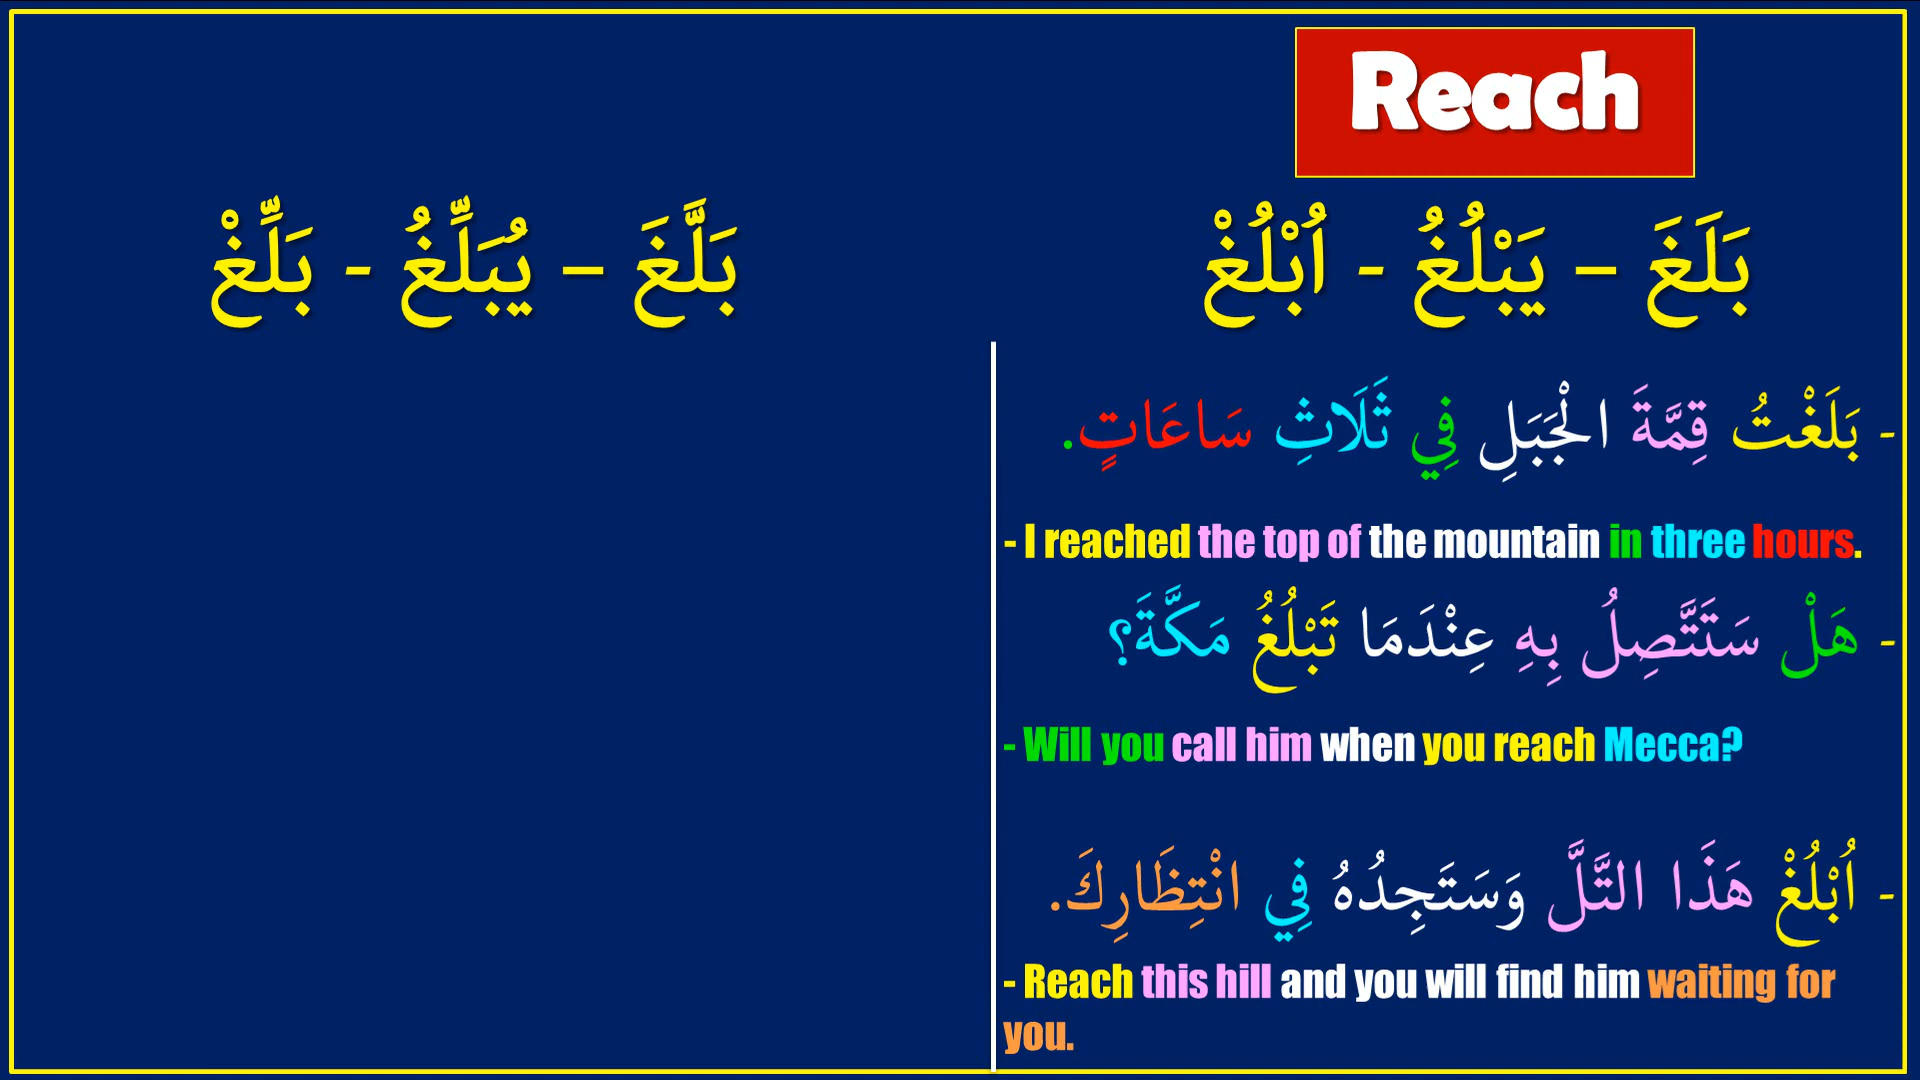 Reach
بَلَغَ – يَبْلُغُ - اُبْلُغْ
بَلَّغَ – يُبَلِّغُ - بَلِّغْ
- بَلَغْتُ قِمَّةَ الْجَبَلِ فِي ثَلَاثِ سَاعَاتٍ.
- I reached the top of the mountain in three hours.
- هَلْ سَتَتَّصِلُ بِهِ عِنْدَمَا تَبْلُغُ مَكَّةَ؟
- Will you call him when you reach Mecca?
- اُبْلُغْ هَذَا التَّلَّ وَسَتَجِدُهُ فِي انْتِظَارِكَ.
- Reach this hill and you will find him waiting for
you.